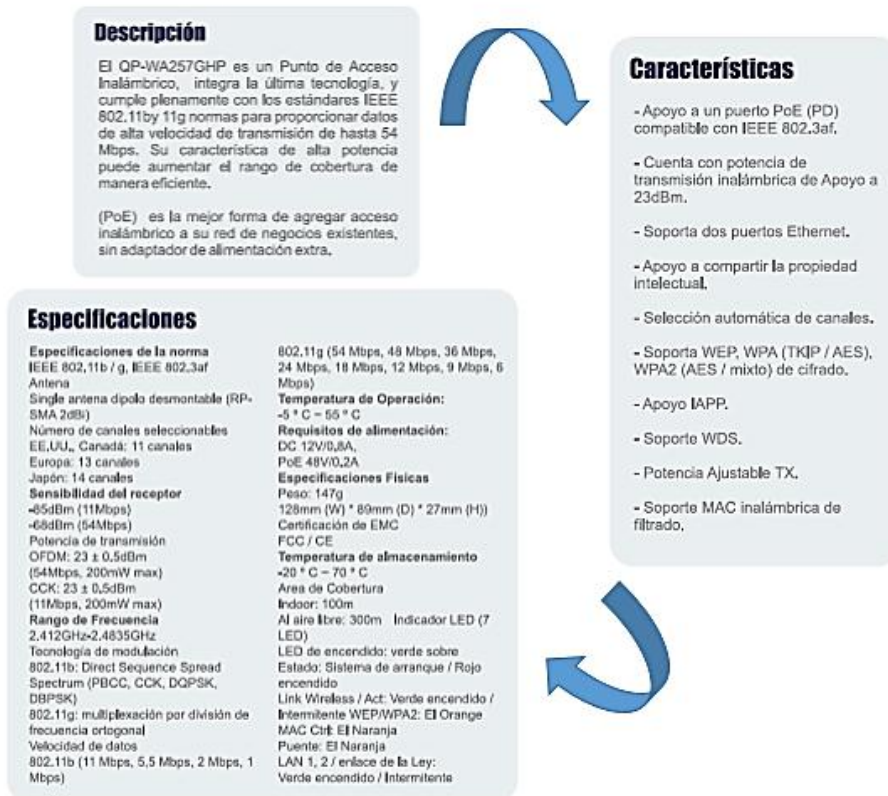 Descripción
El QP-WA257GHP es un Punto de Acceso
Inalámbrico, integra la última tecnología, y
cumple plenamente con los estándares IEEE
802.11by 11g normas para proporcionar datos
de alta velocidad de transmisión de hasta 54
Mbps. Su característica de alta potencia
puede aumentar el rango de cobertura de
manera eficiente.
(PoE) es la mejor forma de agregar acceso
inalámbrico a su red de negocios existentes,
sin adaptador de alimentación extra.
Características
- Apoyo a un puerto PoE (PD)
compatible con IEEE 802.3af.
- Cuenta con potencia de
transmisión inalámbrica de Apoyo a
23dBm.
- Soporta dos puertos Ethernet.
- Apoyo a compartir la propiedad
intelectual.
- Selección automática de canales.
- Soporta WEP, WPA (TKIP / AES),
WPA2 (AES / mixto) de cifrado.
- Apoyo IAPP.
- Soporte WDS.
- Potencia Ajustable TX.
- Soporte MAC inalámbrica de
filtrado.
Especificaciones
Especificaciones de la norma
IEEE 802.11b / g, IEEE 802.3af
Antena
Single antena dipolo desmontable (RP-
SMA 2dBi)
Número de canales seleccionables
EE.UU., Canadá: 11 canales
Europa: 13 canales
Japón: 14 canales
Sensibilidad del receptor
-85dBm (11Mbps)
-68dBm (54Mbps)
Potencia de transmisión
OFDM: 23 ± 0.5dBm
(54Mbps, 200mW max)
CCK: 23 ± 0.5dBm
(11Mbps, 200mW max)
Rango de Frecuencia
2.412GHz-2.4835GHz
Tecnología de modulación
802.11b: Direct Sequence Spread
Spectrum (PBCC, CCK, DQPSK,
DBPSK)
802.11g: multiplexación por división de
frecuencia ortogonal
Velocidad de datos
802.11b (11 Mbps, 5,5 Mbps, 2 Mbps, 1
Mbps)
802.11g (54 Mbps, 48 Mbps, 36 Mbps,
24 Mbps, 18 Mbps, 12 Mbps, 9 Mbps, 6
Mbps)
Temperatura de Operación:
-5 ° C ~ 55 ° C
Requisitos de alimentación:
DC 12V/0.8A,
PoE 48V/0.2A
Especificaciones Físicas
Peso: 147g
128mm (W) * 89mm (D) * 27mm (H))
Certificación de EMC
FCC / CE
Temperatura de almacenamiento
-20 ° C ~ 70 ° C
Area de Cobertura
Indoor: 100m
Al aire libre: 300m Indicador LED (7
LED)
LED de encendido: verde sobre
Estado: Sistema de arranque / Rojo
encendido
Link Wireless / Act: Verde encendido /
Intermitente WEP/WPA2: El Orange
MAC Ctrl: El Naranja
Puente: El Naranja
LAN 1, 2 / enlace de la Ley:
Verde encendido / Intermitente